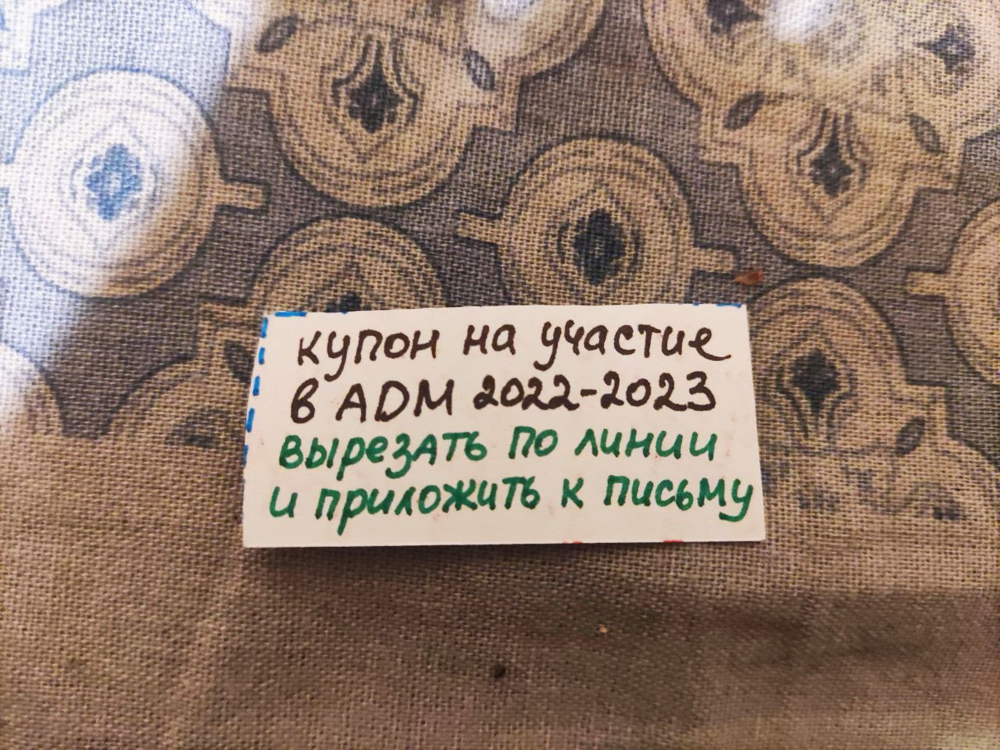 купон на участие
в ADM 2022-2023
вырезать по линии
и приложить к письму